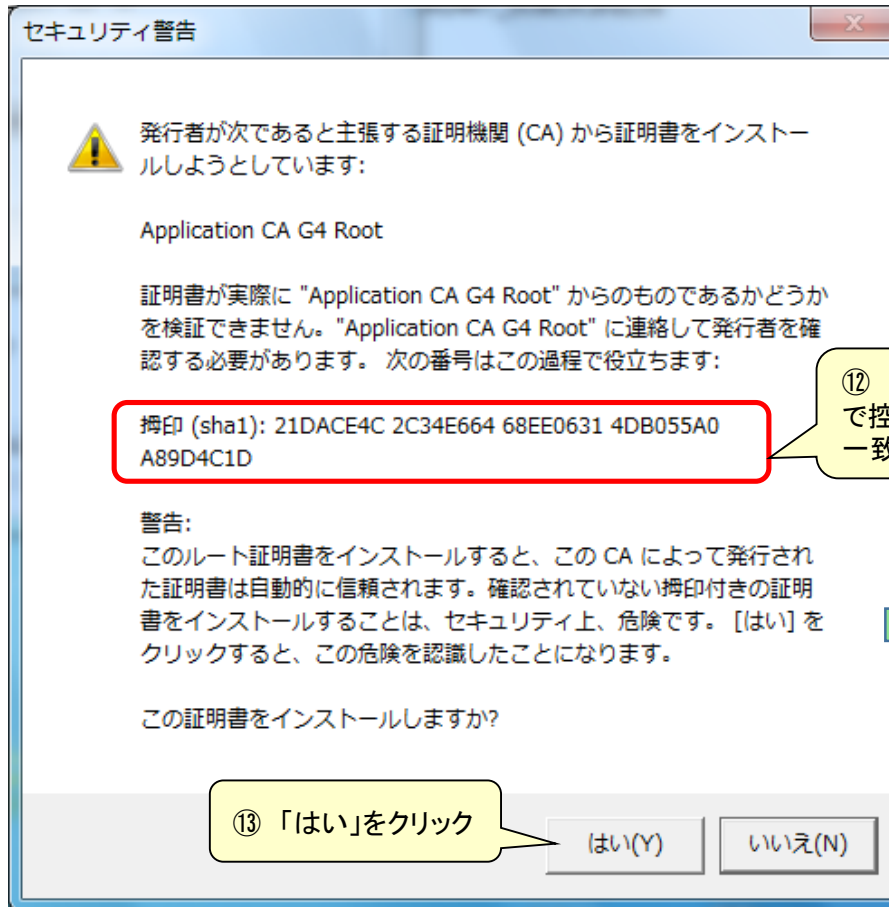 セキュリティ警告
発行者が次であると主張する証明機関 (CA) から証明書をインストー
ルしようとしています:
Application CA G4 Root
証明書が実際に "Application CA G4 Root" からのものであるかどうか
を検証できません。"Application CA G4 Root" に連絡して発行者を確
認する必要があります。 次の番号はこの過程で役立ちます:
⑫
で控
一致
拇印 (sha1): 21DACE4C 2C34E664 68EE0631 4DB055A0
A89D4C1D
警告:
このルート証明書をインストールすると、この CA によって発行され
た証明書は自動的に信頼されます。確認されていない拇印付きの証明
書をインストールすることは、セキュリティ上、危険です。 [はい] を
クリックすると、この危険を認識したことになります。
この証明書をインストールしますか?
⑬ 「はい」をクリック
はい(Y)
いいえ(N)